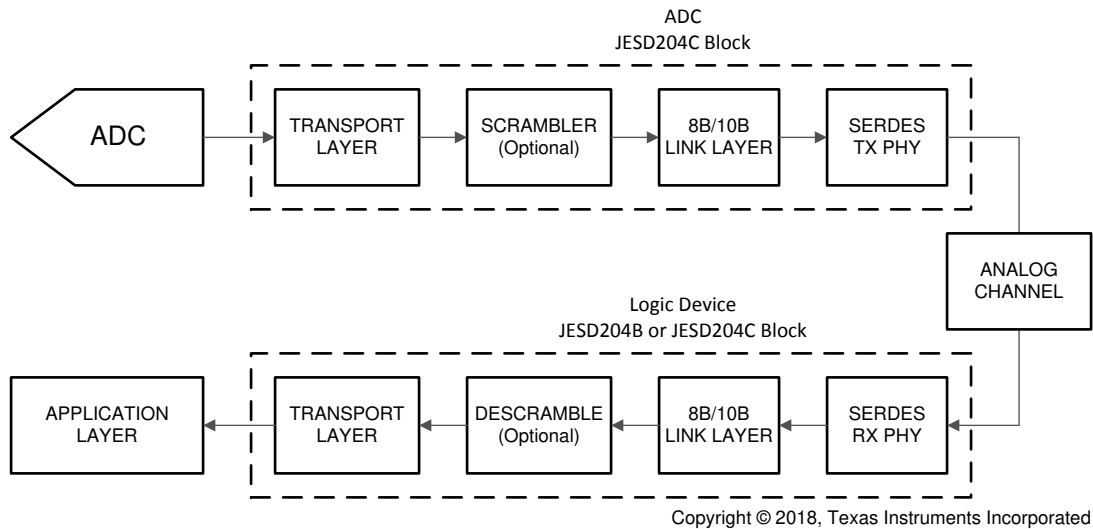 ADC
JESD204C Block
ADC
TRANSPORT
LAYER
SCRAMBLER
(Optional)
8B/10B
LINK LAYER
SERDES
TX PHY
ANALOG
CHANNEL
Logic Device
JESD204B or JESD204C Block
APPLICATION
LAYER
TRANSPORT
LAYER
DESCRAMBLE
(Optional)
8B/10B
LINK LAYER
SERDES
RX PHY
Copyright © 2018, Texas Instruments Incorporated